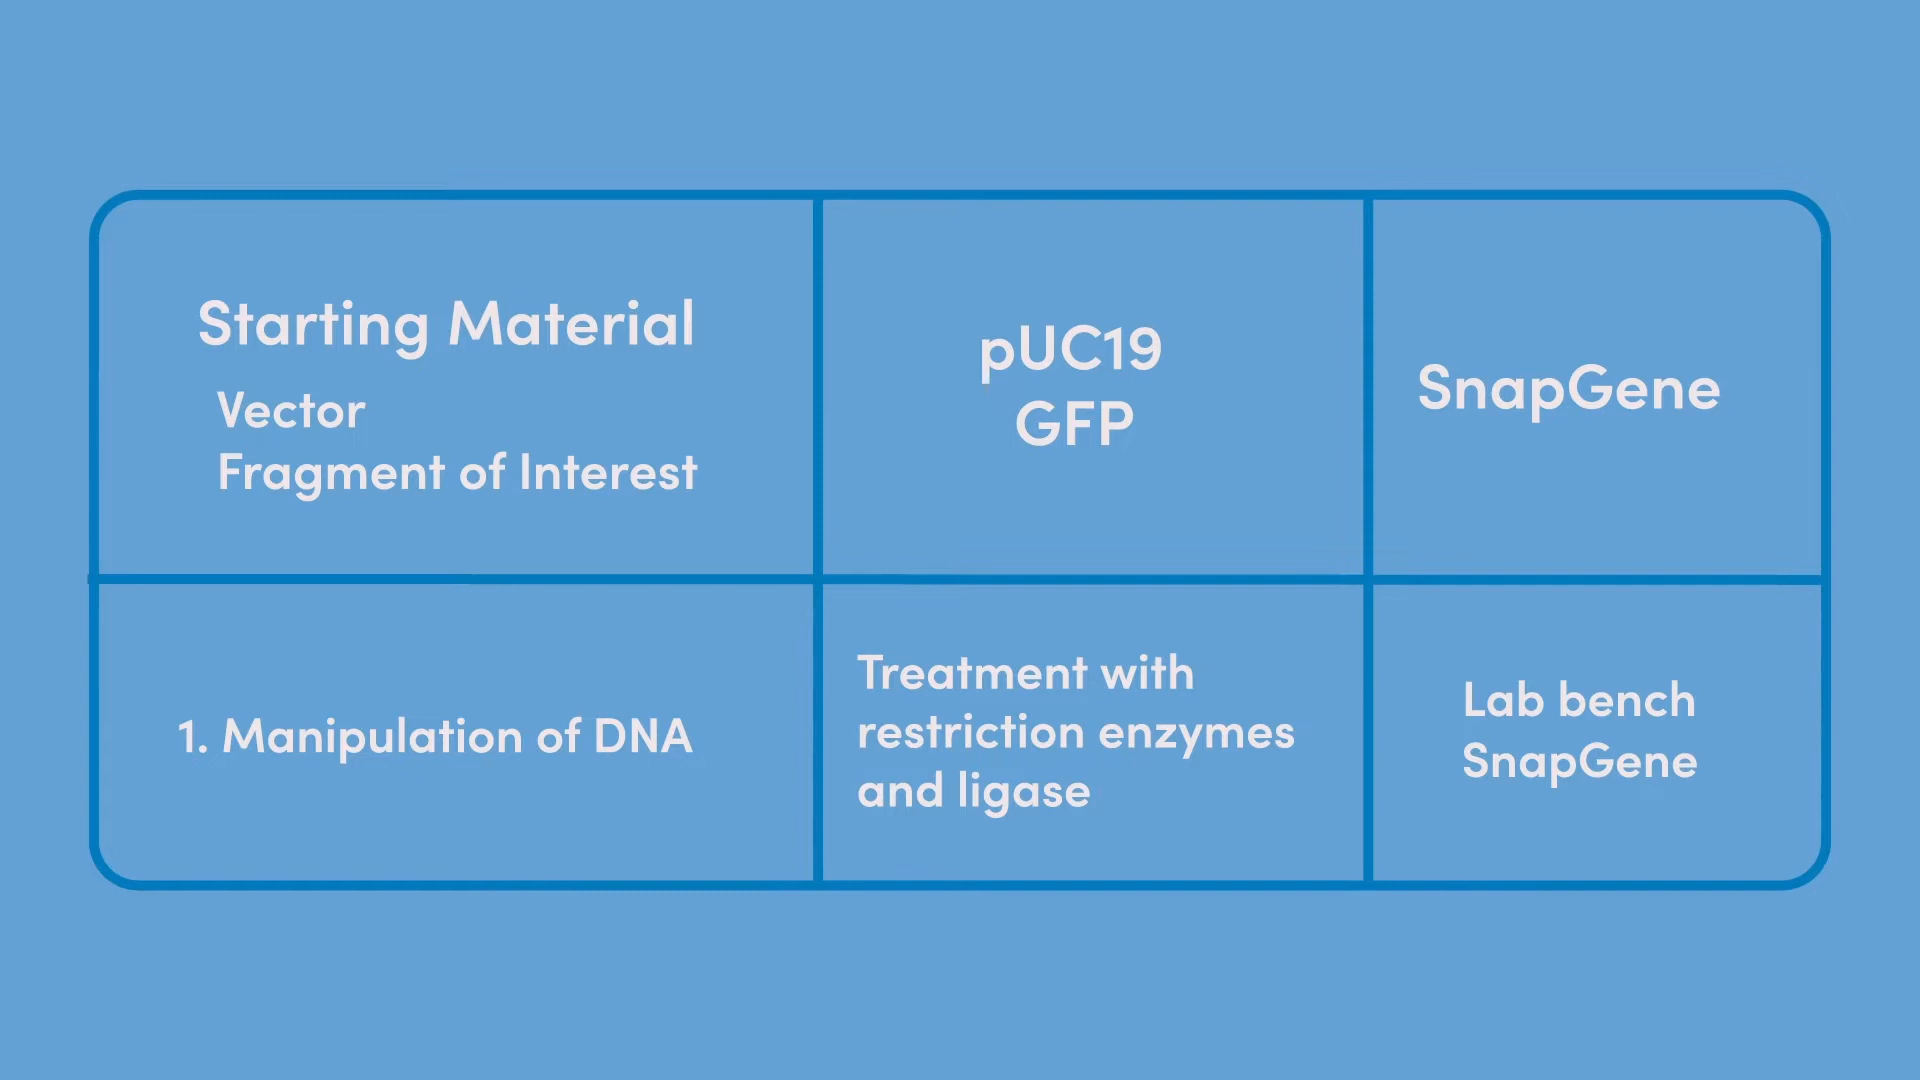 Starting Material
Vector
Fragment of Interest
pUC19
GFP
SnapGene
1. Manipulation of DNA
Treatment with
restriction enzymes
and ligase
Lab bench
SnapGene